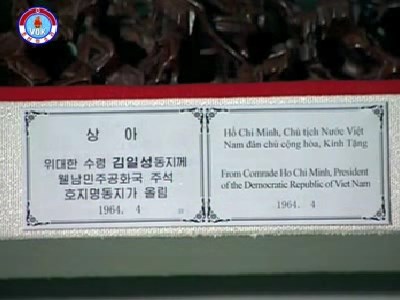 VOK
상 아
위대한 수령 김일성동지께
웰남민주공화국 주석
호지명동지가 올림
1964. 4
Hồ Chí Minh, Chủ tịch Nước Việt
Nam dân chủ cộng hòa, Kính Tặng
From Comrade Ho Chi Minh, President
of the Democratic Republic of Viet Nam
1964. 4